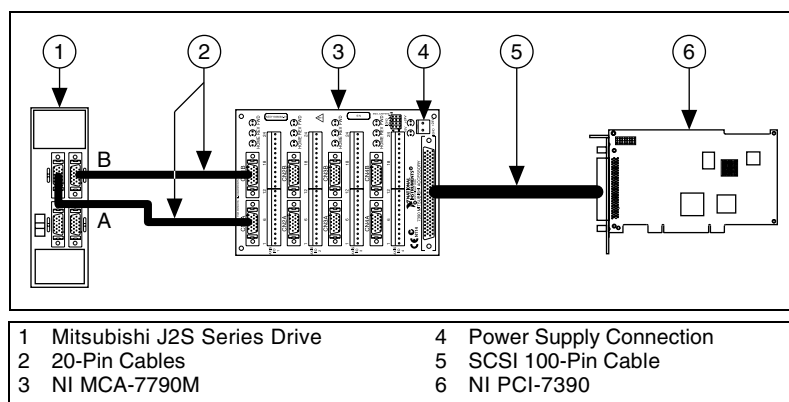 1 2 3 4 5 6
B
A
1 Mitsubishi J2S Series Drive
2 20-Pin Cables
3 NI MCA-7790M
4 Power Supply Connection
5 SCSI 100-Pin Cable
6 NI PCI-7390